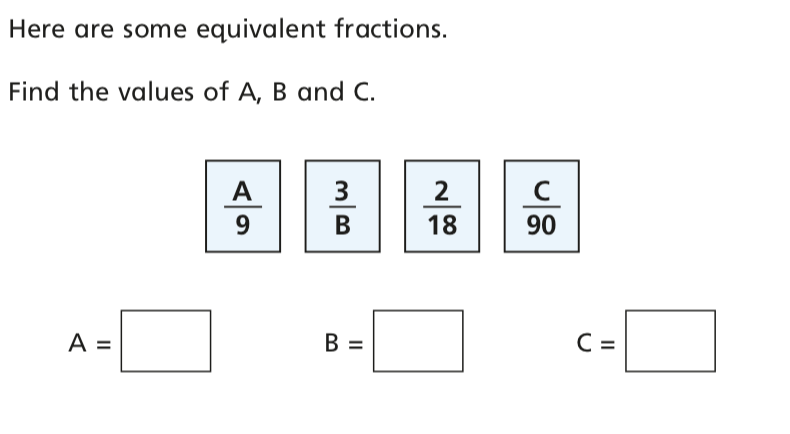 Here are some equivalent fractions.
Find the values of A, B and C.
A/9 3/B 2/18 C/90
A = B = C =